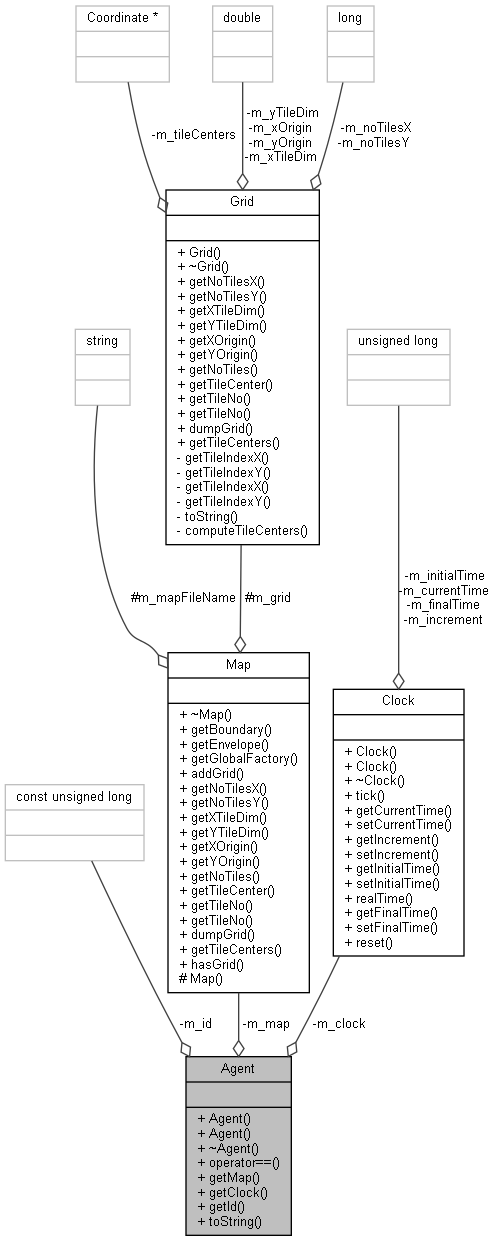 Coordinate *
double
long
-m_tileCenters
-m_yTileDim
-m_xOrigin
-m_yOrigin
-m_xTileDim
-m_noTilesX
-m_noTilesY
Grid
+ Grid()
+ ~Grid()
+ getNoTilesX()
+ getNoTilesY()
+ getXTileDim()
+ getYTileDim()
+ getXOrigin()
+ getYOrigin()
+ getNoTiles()
+ getTileCenter()
+ getTileNo()
+ getTileNo()
+ dumpGrid()
+ getTileCenters()
- getTileIndexX()
- getTileIndexY()
- getTileIndexX()
- getTileIndexY()
- toString()
- computeTileCenters()
string
unsigned long
#m_mapFileName
#m_grid
-m_initialTime
-m_currentTime
-m_finalTime
-m_increment
Map
+ ~Map()
+ getBoundary()
+ getEnvelope()
+ getGlobalFactory()
+ addGrid()
+ getNoTilesX()
+ getNoTilesY()
+ getXTileDim()
+ getYTileDim()
+ getXOrigin()
+ getYOrigin()
+ getNoTiles()
+ getTileCenter()
+ getTileNo()
+ getTileNo()
+ dumpGrid()
+ getTileCenters()
+ hasGrid()
# Map()
Clock
+ Clock()
+ Clock()
+ ~Clock()
+ tick()
+ getCurrentTime()
+ setCurrentTime()
+ getIncrement()
+ setIncrement()
+ getInitialTime()
+ setInitialTime()
+ realTime()
+ getFinalTime()
+ setFinalTime()
+ reset()
const unsigned long
-m_id
-m_map
-m_clock
Agent
+ Agent()
+ Agent()
+ ~Agent()
+ operator==()
+ getMap()
+ getClock()
+ getId()
+ toString()